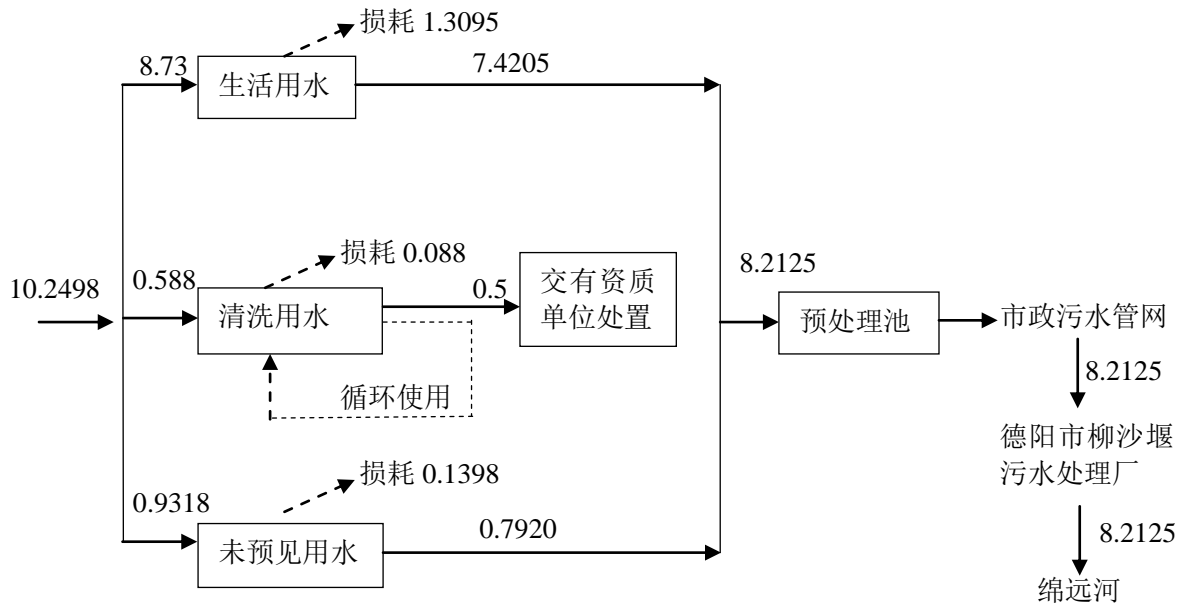 损耗 1.3095
8.73
生活用水
7.4205
损耗 0.088
10.2498
0.588
清洗用水
0.5
交有资质
单位处置
循环使用
8.2125
预处理池
市政污水管网
8.2125
德阳市柳沙堰
污水处理厂
8.2125
绵远河
损耗 0.1398
0.9318
未预见用水
0.7920